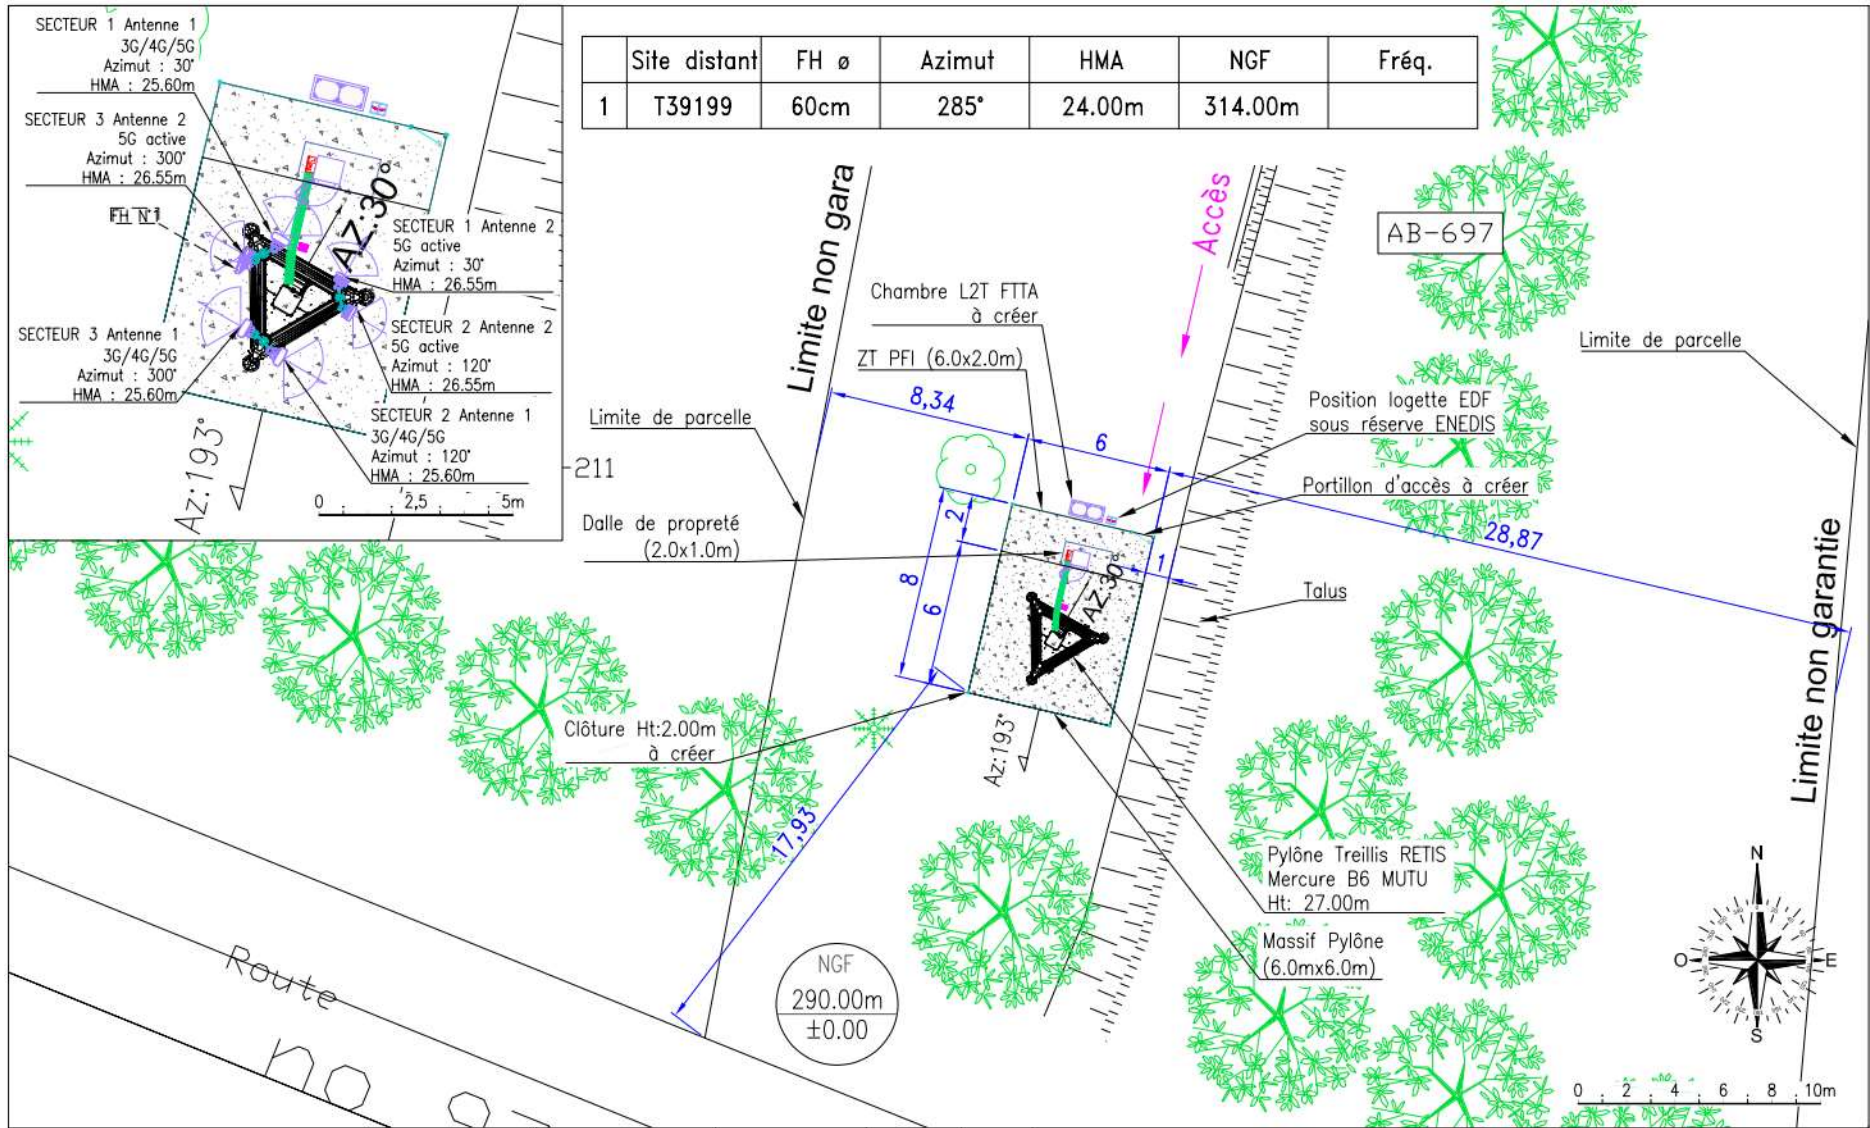 SECTEUR 1 Antenne 1
3G/4G/5G
Azimut : 30°
HMA : 25.60m
SECTEUR 3 Antenne 2
5G active
Azimut : 300°
HMA : 26.55m
FH N°1
AZ:30°
SECTEUR 1 Antenne 2
5G active
Azimut : 30°
HMA : 26.55m
SECTEUR 3 Antenne 1
3G/4G/5G
Azimut : 300°
HMA : 25.60m
SECTEUR 2 Antenne 2
5G active
Azimut : 120°
HMA : 26.55m
SECTEUR 2 Antenne 1
3G/4G/5G
Azimut : 120°
HMA : 25.60m
Az:193°
0 2,5 5m
-211
Site distant FH ø Azimut HMA NGF Fréq.
1 T39199 60cm 285° 24.00m 314.00m
Limite non gara
Accès
AB-697
Chambre L2T FTTA
à créer
ZT PFI (6.0x2.0m)
Limite de parcelle
Position logette EDF
sous réserve ENEDIS
Limite de parcelle
8,34
6
Portillon d'accès à créer
28,87
Dalle de propreté
(2.0x1.0m)
2
8
6
1
AZ:30°
Talus
Limite non garantie
Clôture Ht:2.00m
à créer
Az:193°
17,93
Pylône Treillis RETIS
Mercure B6 MUTU
Ht: 27.00m
Massif Pylône
(6.0mx6.0m)
NGF
290.00m
±0.00
Route
no
N
O E
S
0 2 4 6 8 10m